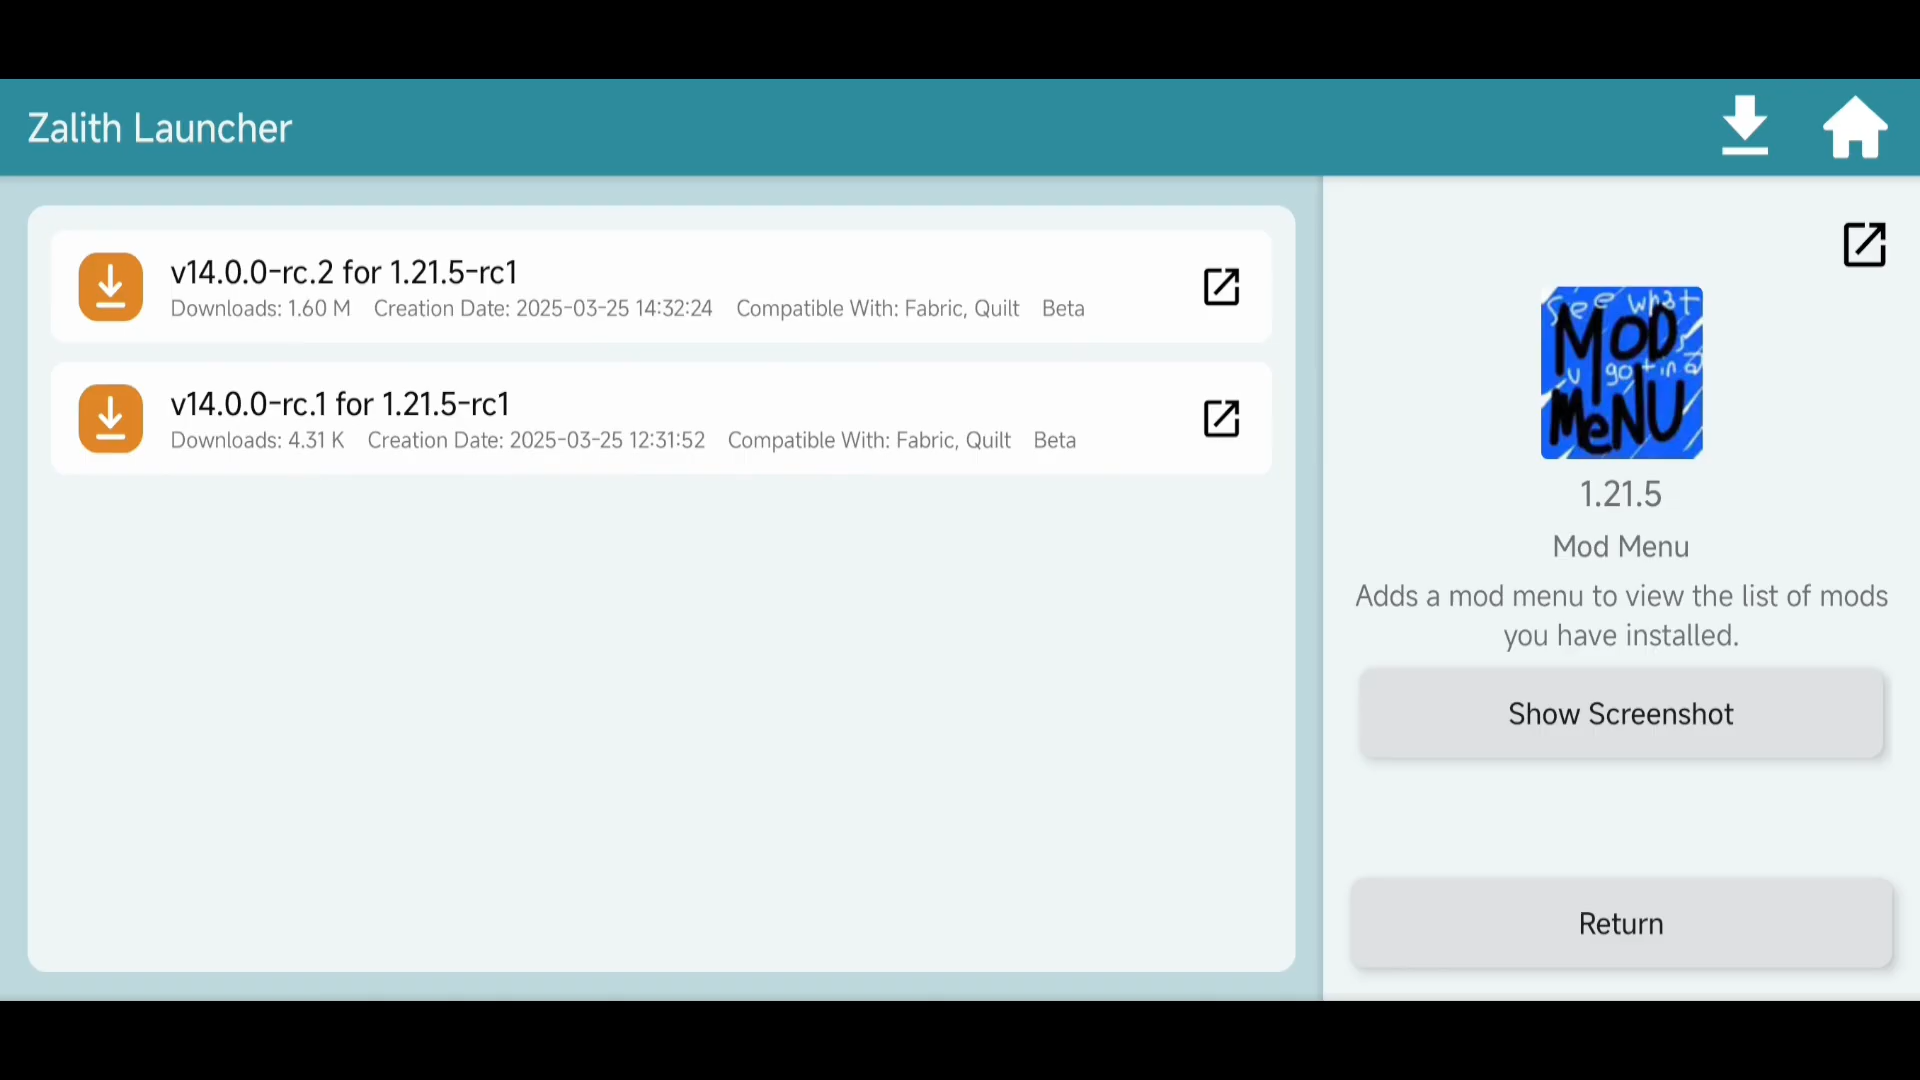 Zalith Launcher
v14.0.0-rc.2 for 1.21.5-rc1
Downloads: 1.60 M Creation Date: 2025-03-25 14:32:24 Compatible With: Fabric, Quilt Beta
v14.0.0-rc.1 for 1.21.5-rc1
Downloads: 4.31 K Creation Date: 2025-03-25 12:31:52 Compatible With: Fabric, Quilt Beta
See what
MOD
MeNU
1.21.5
Mod Menu
Adds a mod menu to view the list of mods
you have installed.
Show Screenshot
Return